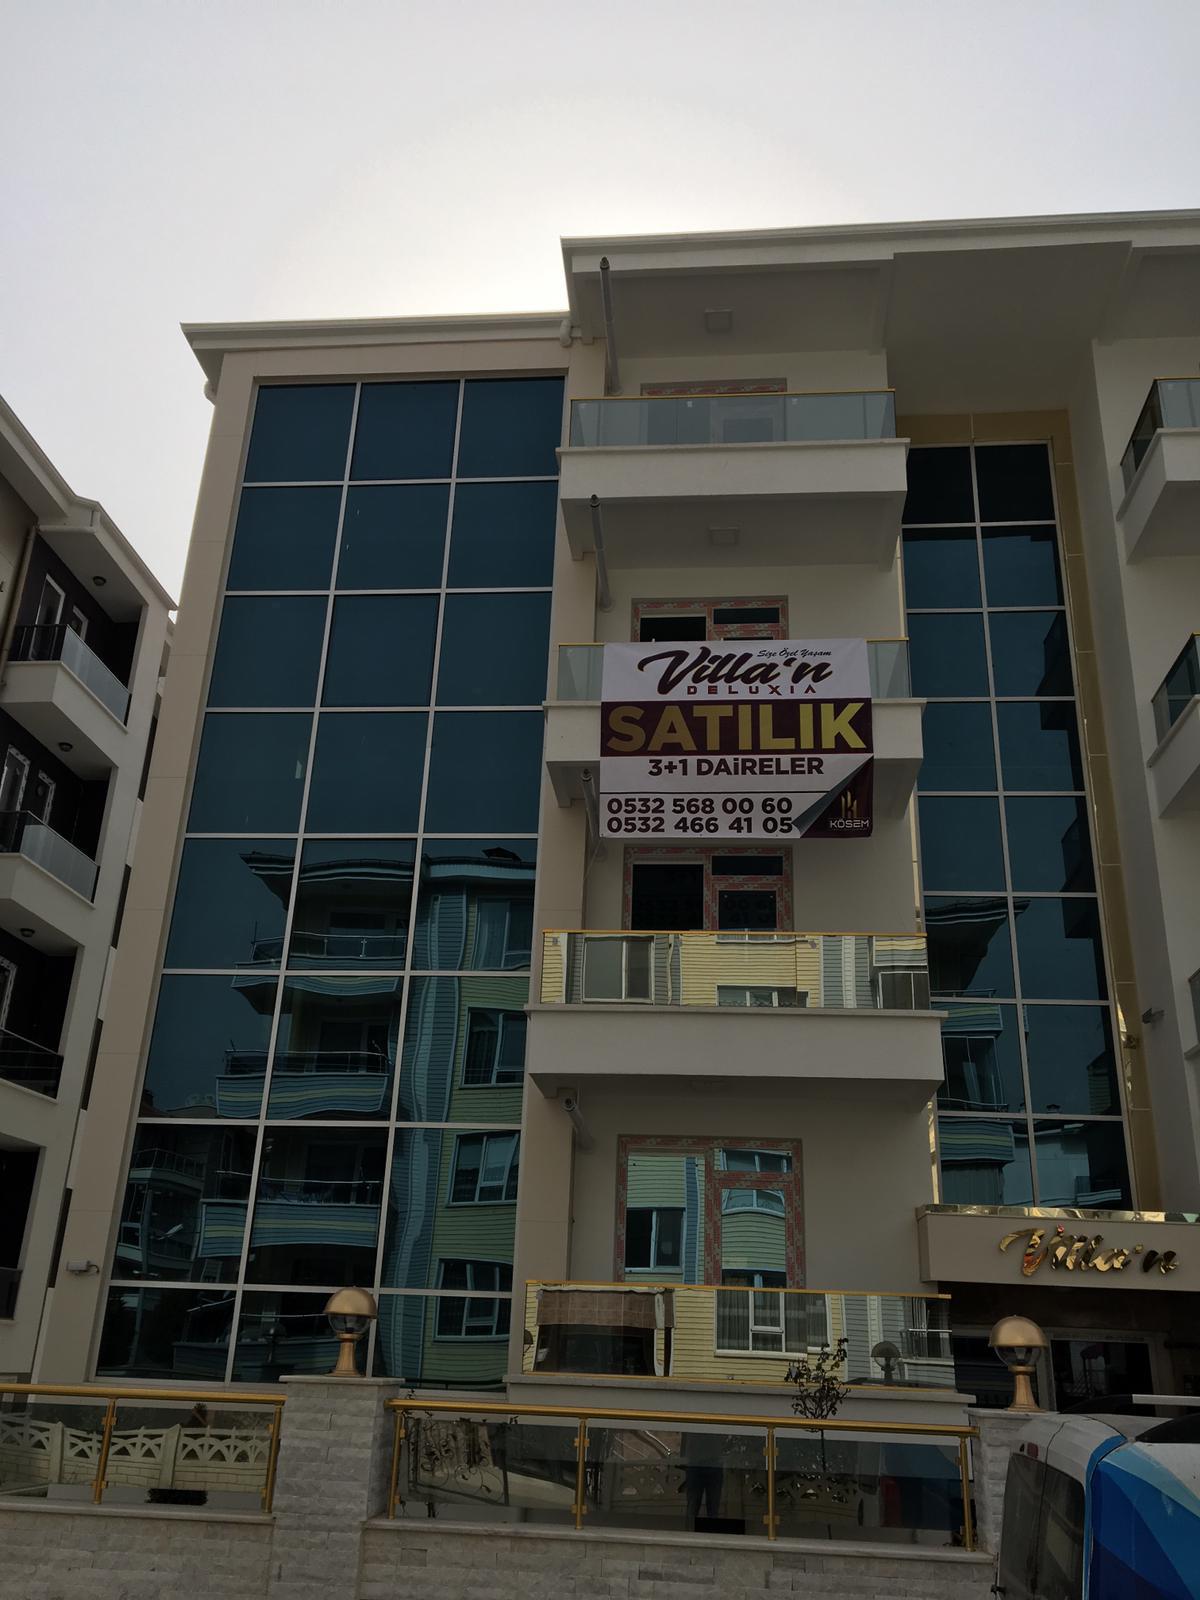 Size Özel Yaşam
Villa'n
DELUXIA
SATILIK
3+1 DAİRELER
0532 568 00 60
0532 466 41 05
KÖSEM
Villa'n